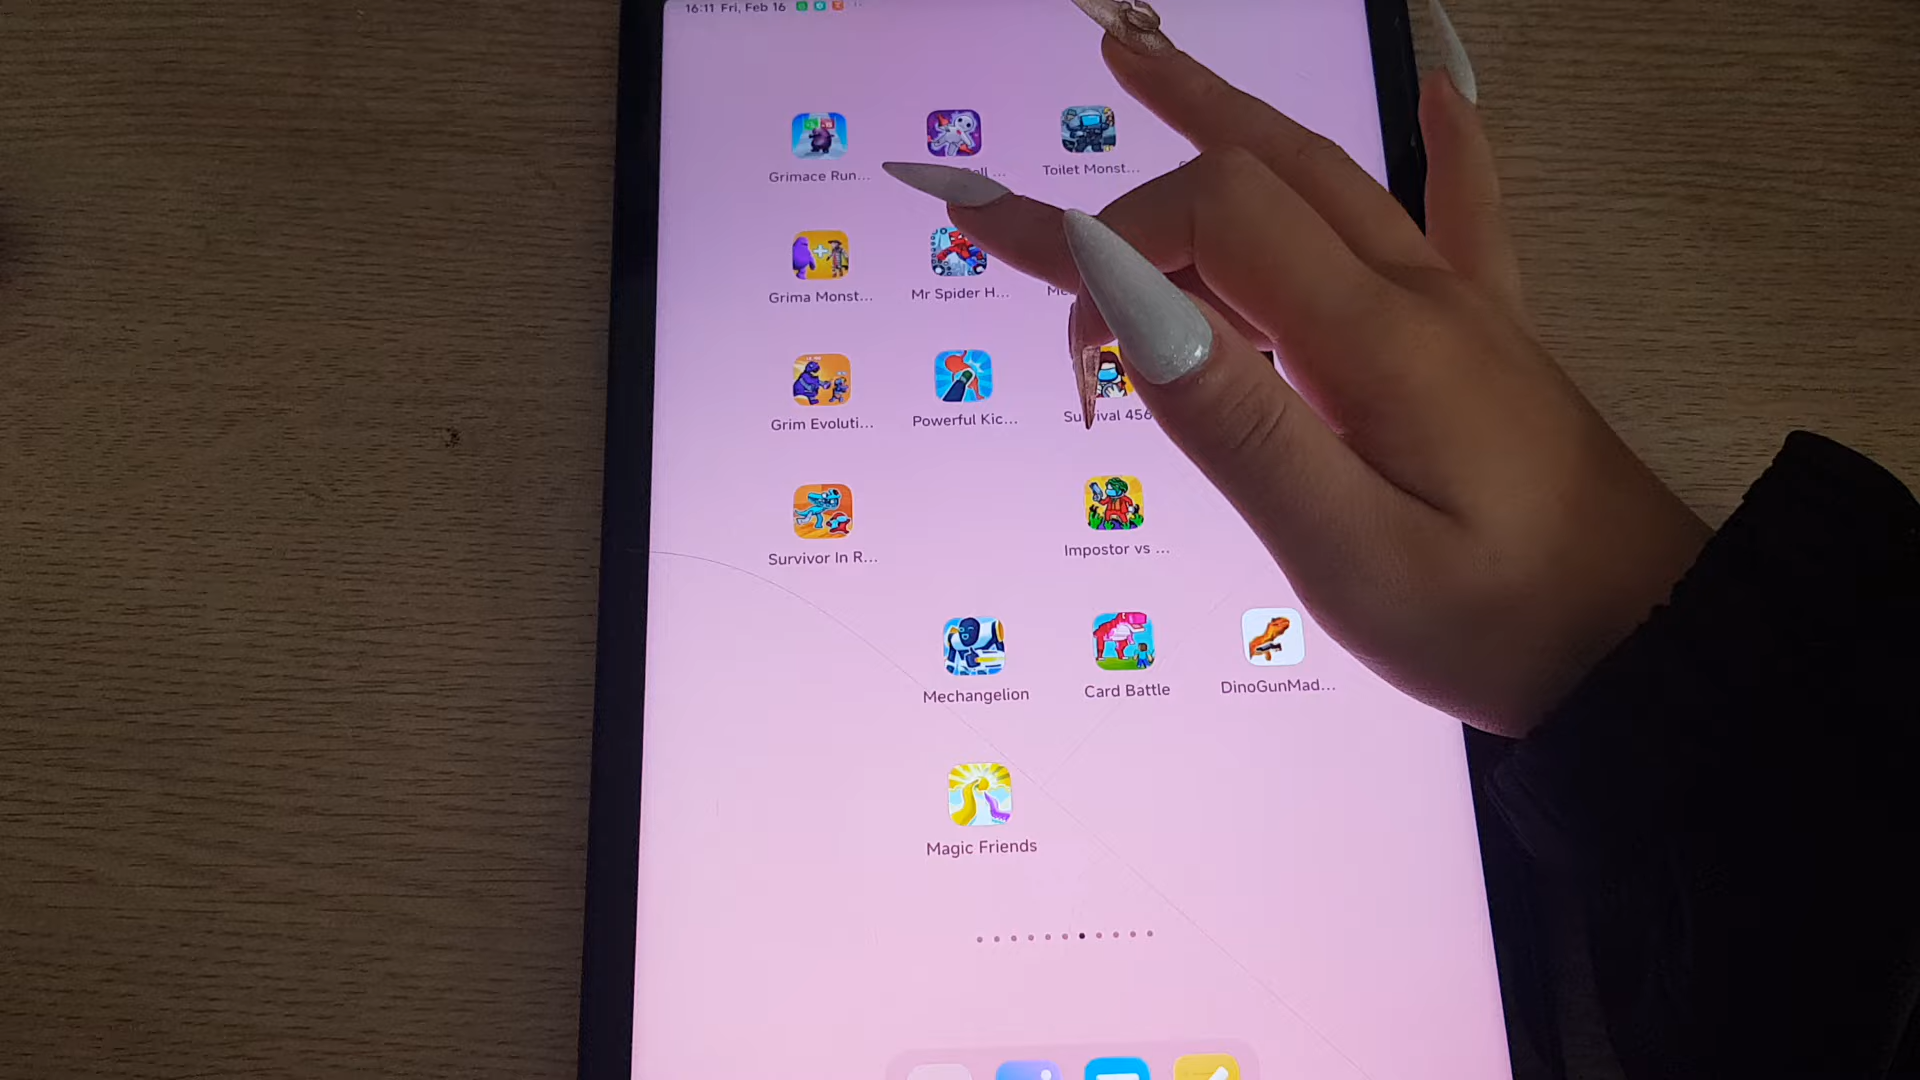 16:11 Fri, Feb 16
Grimace Run...
Toilet Monst...
Grima Monst...
Mr Spider H...
Grim Evoluti...
Powerful Kic...
Survival 456
Survivor In R...
Impostor vs ...
Mechangelion
Card Battle
DinoGunMad...
Magic Friends